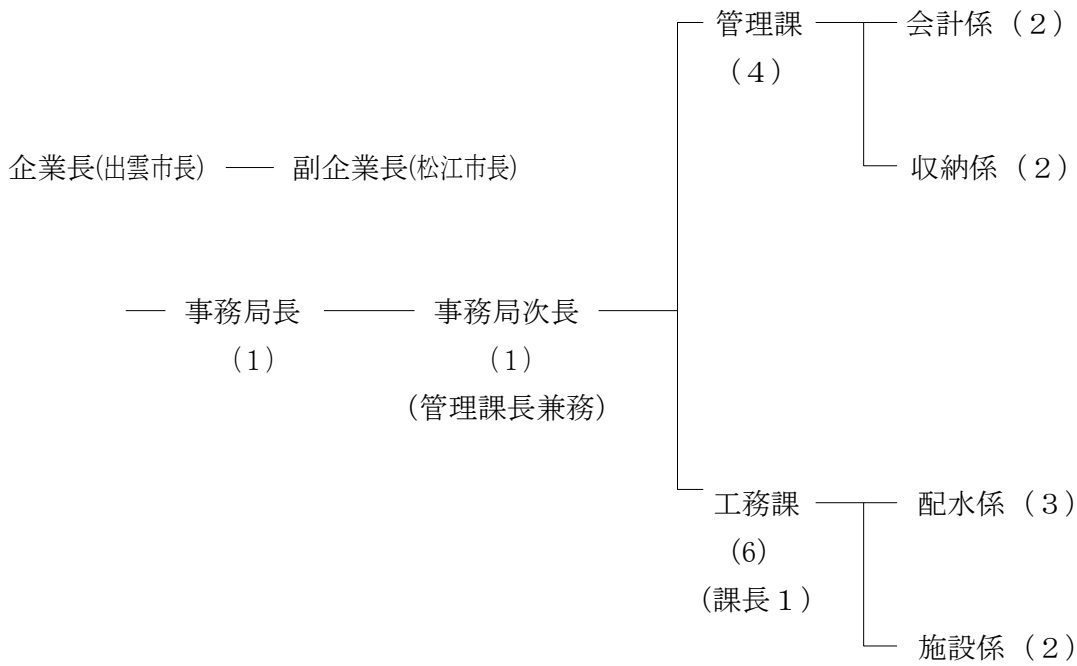 管理課 会計係（２）
（４）
企業長(出雲市長) 副企業長(松江市長) 収納係（２）
事務局長 事務局次長
（1） （1）
（管理課長兼務）
工務課 配水係（３）
（6）
（課長１）
施設係（２）